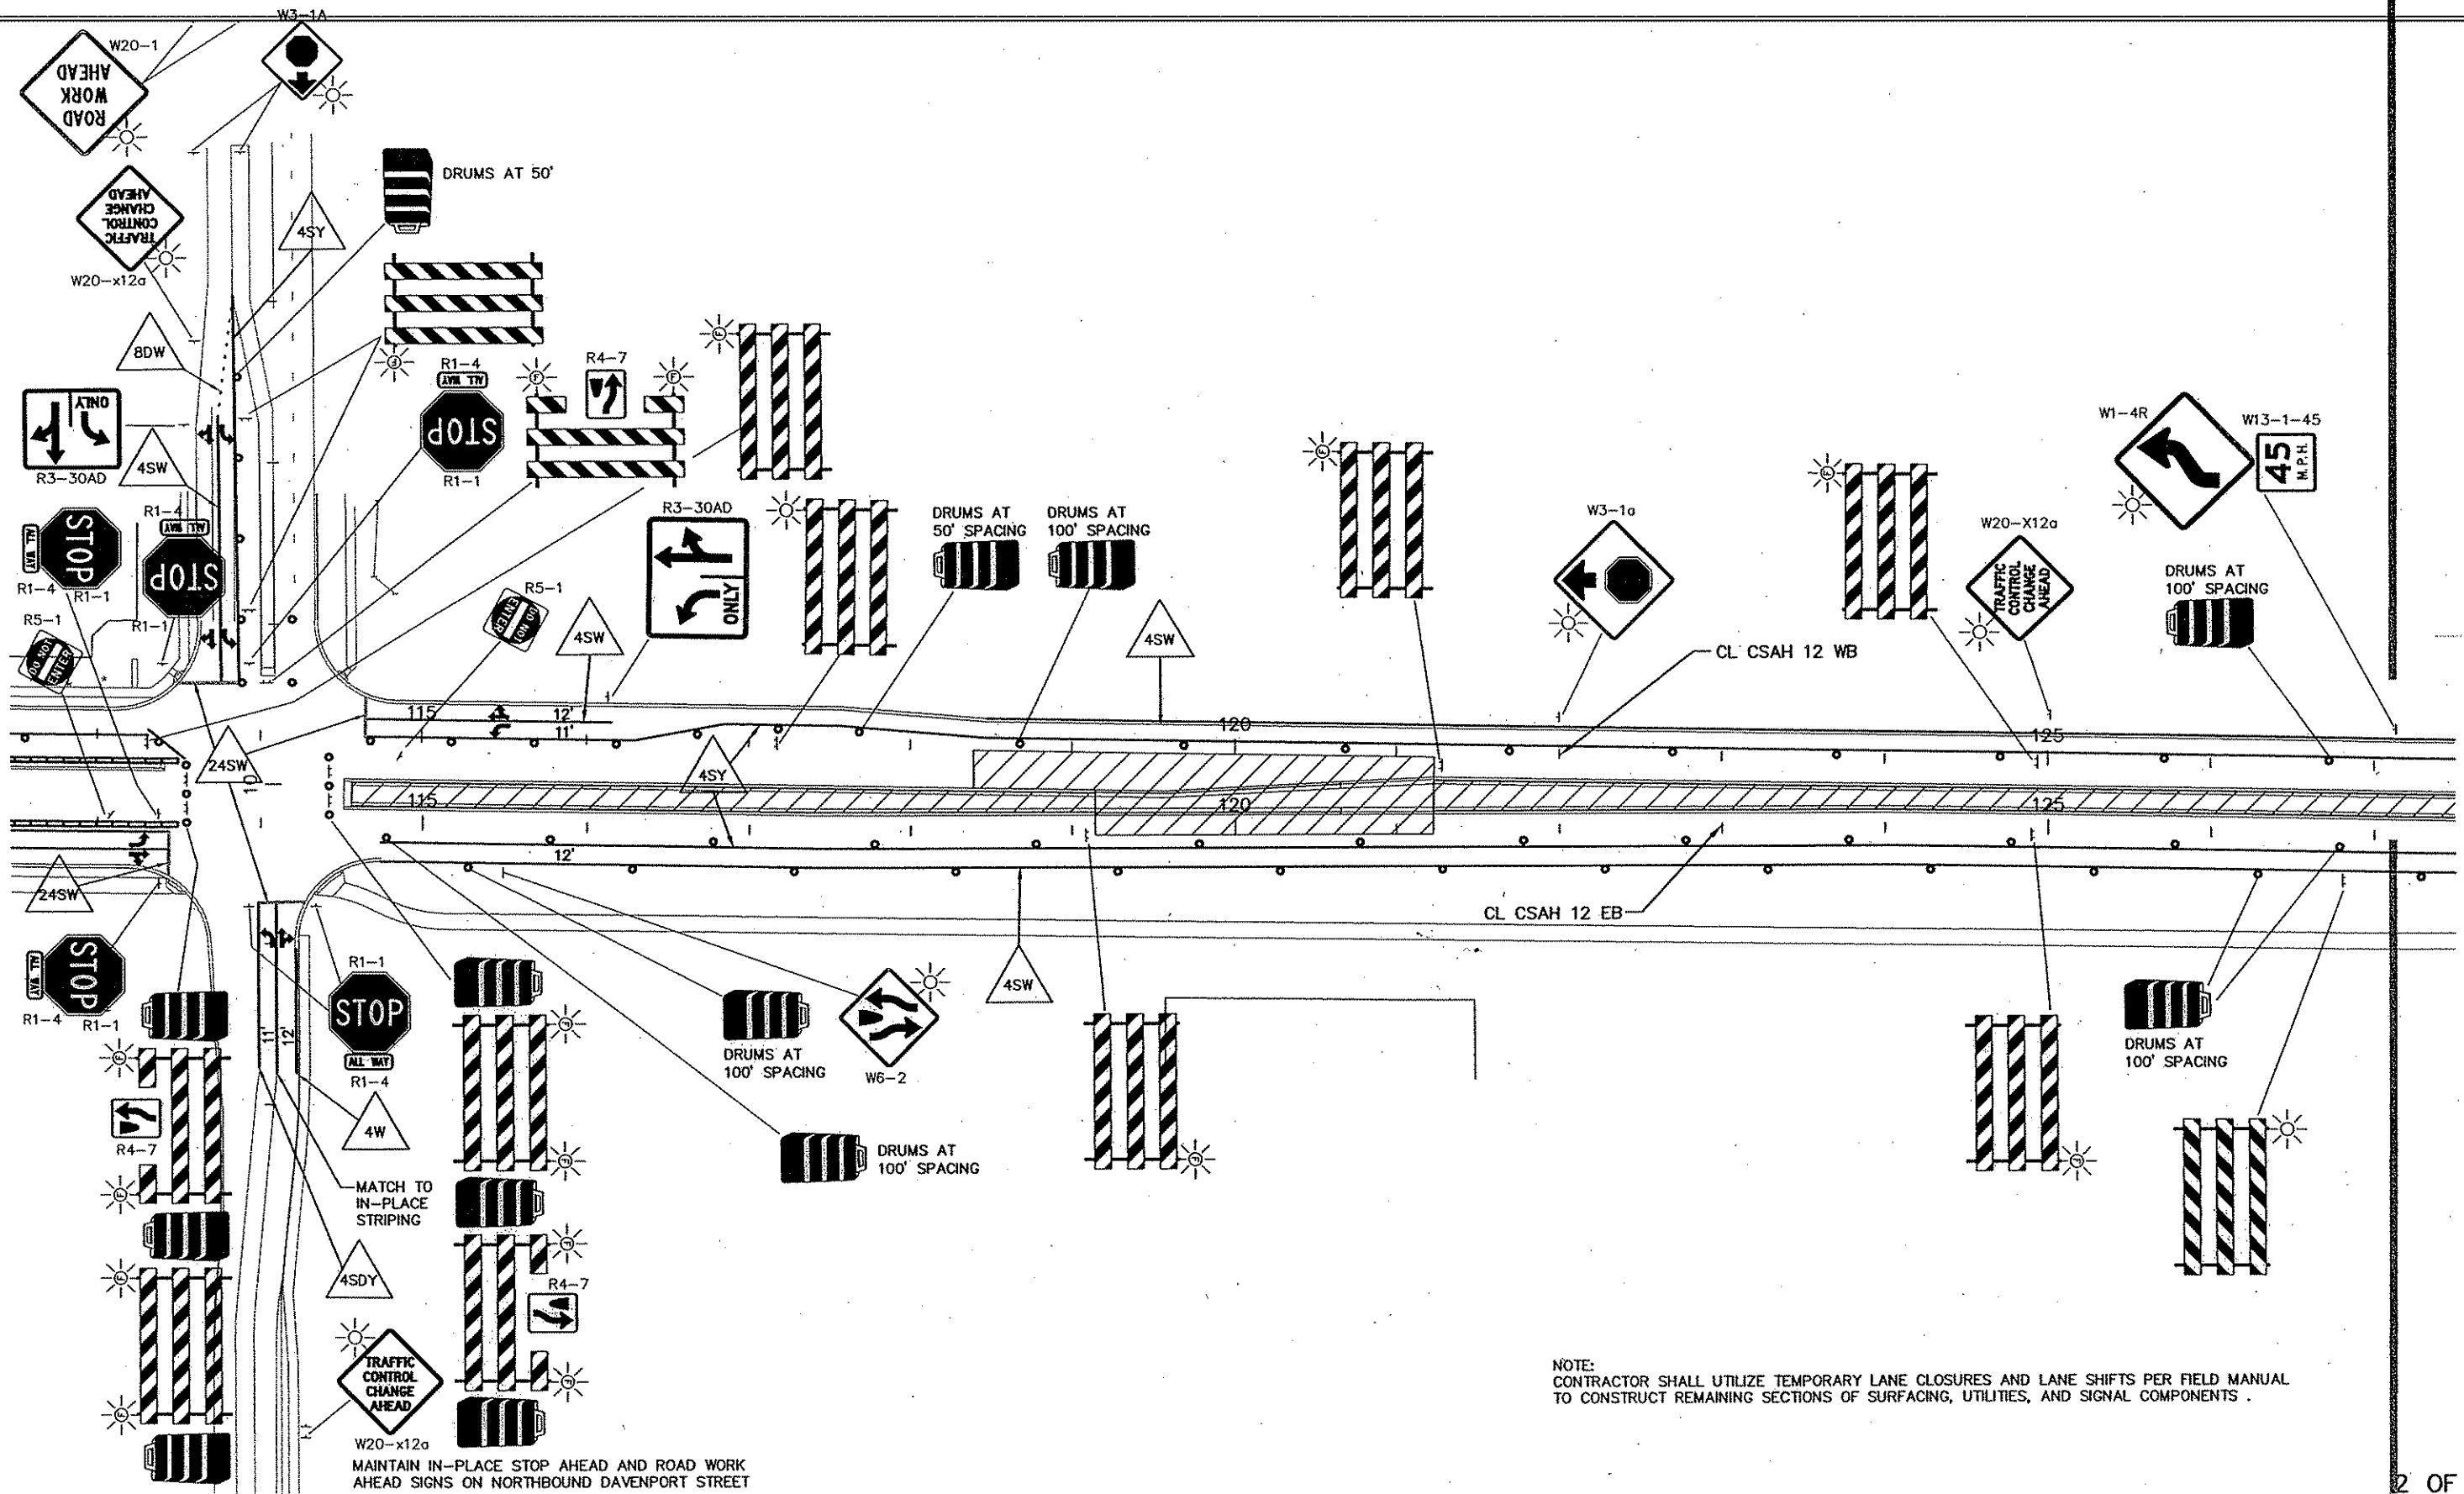 W3-1A
W20-1
ROAD
WORK
AHEAD
DRUMS AT 50'
TRAFFIC
CONTROL
CHANGE
AHEAD
W20-x12a
4SY
8DW
ONLY
R3-30AD
4SW
R1-4
ALL WAY
STOP
R1-1
R4-7
R1-4
ALL WAY
STOP
R1-1
STOP
ALL WAY
R1-4
R1-1
R5-1
DO NOT
ENTER
R3-30AD
ONLY
R5-1
DO NOT
ENTER
4SW
DRUMS AT
50' SPACING
DRUMS AT
100' SPACING
4SW
W3-1a
CL CSAH 12 WB
W20-X12a
TRAFFIC
CONTROL
CHANGE
AHEAD
W1-4R
W13-1-45
45
M.P.H.
DRUMS AT
100' SPACING
115
12'
11'
120
125
24SW
10
4SY
115
120
125
12'
24SW
CL CSAH 12 EB
4SW
STOP
ALL WAY
R1-4
R1-1
R1-1
STOP
ALL WAY
R1-4
11'
12'
4W
R4-7
MATCH TO
IN-PLACE
STRIPING
4SDY
DRUMS AT
100' SPACING
W6-2
DRUMS AT
100' SPACING
DRUMS AT
100' SPACING
R4-7
TRAFFIC
CONTROL
CHANGE
AHEAD
W20-x12a
MAINTAIN IN-PLACE STOP AHEAD AND ROAD WORK
AHEAD SIGNS ON NORTHBOUND DAVENPORT STREET
NOTE:
CONTRACTOR SHALL UTILIZE TEMPORARY LANE CLOSURES AND LANE SHIFTS PER FIELD MANUAL
TO CONSTRUCT REMAINING SECTIONS OF SURFACING, UTILITIES, AND SIGNAL COMPONENTS .
2 OF